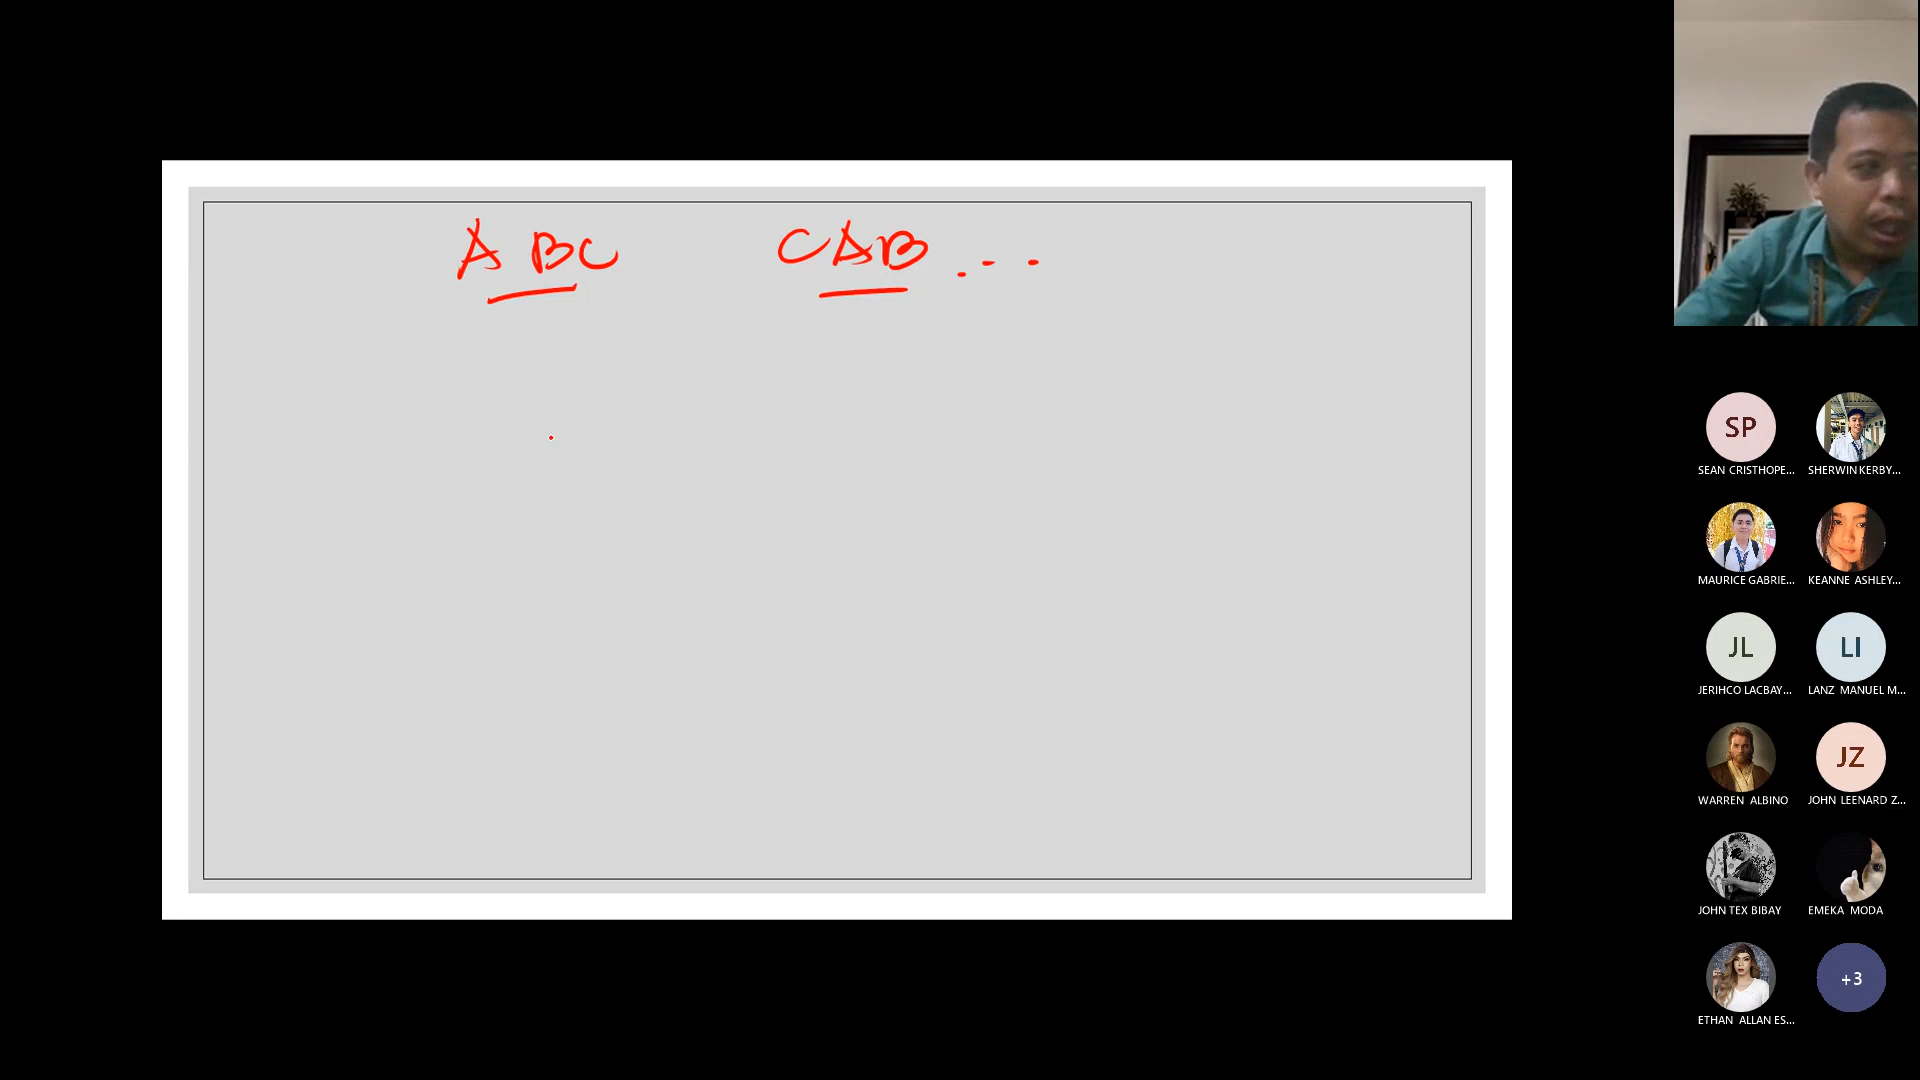 ABC CAB ...
SP
SEAN CRISTHOPE...
SHERWIN KERBY...
MAURICE GABRIE...
KEANNE ASHLEY...
JL
LI
JERIHCO LACBAY...
LANZ MANUEL M...
JZ
WARREN ALBINO
JOHN LEENARD Z...
JOHN TEX BIBAY
EMEKA MODA
+3
ETHAN ALLAN ES...